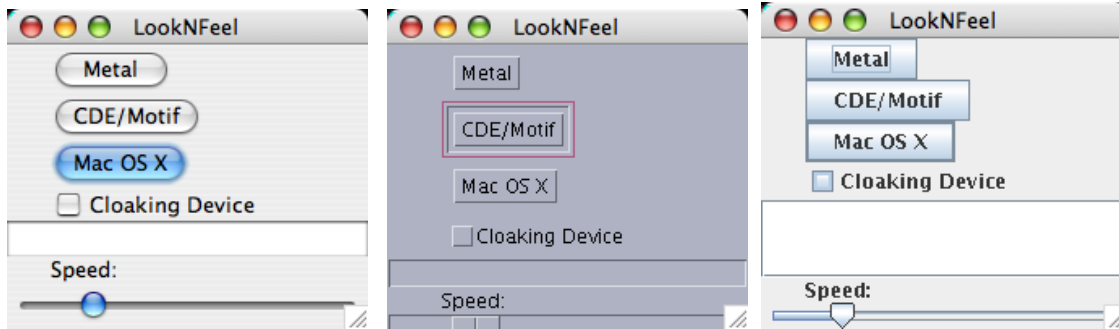 LookNFeel
Metal
CDE/Motif
Mac OS X
Cloaking Device
Speed:
LookNFeel
Metal
CDE/Motif
Mac OS X
Cloaking Device
Speed:
LookNFeel
Metal
CDE/Motif
Mac OS X
Cloaking Device
Speed: